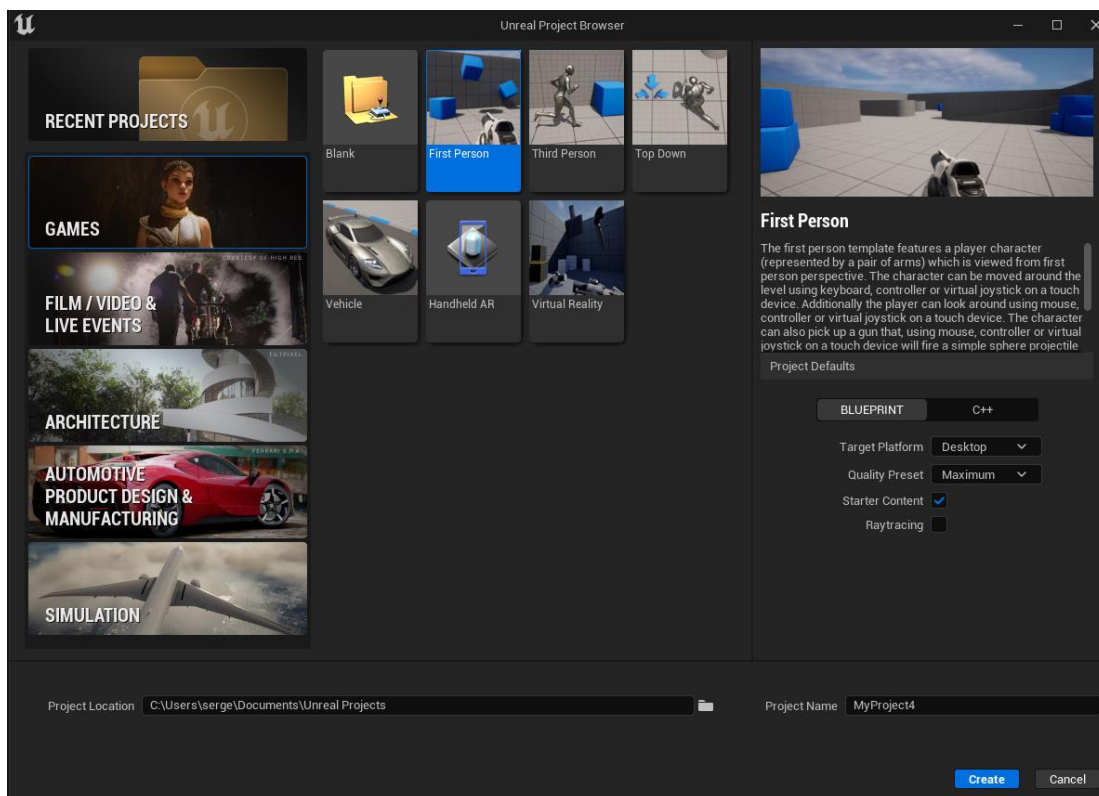 Unreal Project Browser
RECENT PROJECTS
GAMES
COURTESY OF HIGH RES
FILM / VIDEO &
LIVE EVENTS
TILTPIXEL
ARCHITECTURE
FERRARI S.P.A.
AUTOMOTIVE
PRODUCT DESIGN &
MANUFACTURING
SIMULATION
Blank
First Person
Third Person
Top Down
Vehicle
Handheld AR
Virtual Reality
First Person
The first person template features a player character
(represented by a pair of arms) which is viewed from first
person perspective. The character can be moved around the
level using keyboard, controller or virtual joystick on a touch
device. Additionally the player can look around using mouse,
controller or virtual joystick on a touch device. The character
can also pick up a gun that, using mouse, controller or virtual
joystick on a touch device will fire a simple sphere projectile
Project Defaults
BLUEPRINT C++
Target Platform Desktop
Quality Preset Maximum
Starter Content
Raytracing
Project Location C:\Users\serge\Documents\Unreal Projects
Project Name MyProject4
Create Cancel